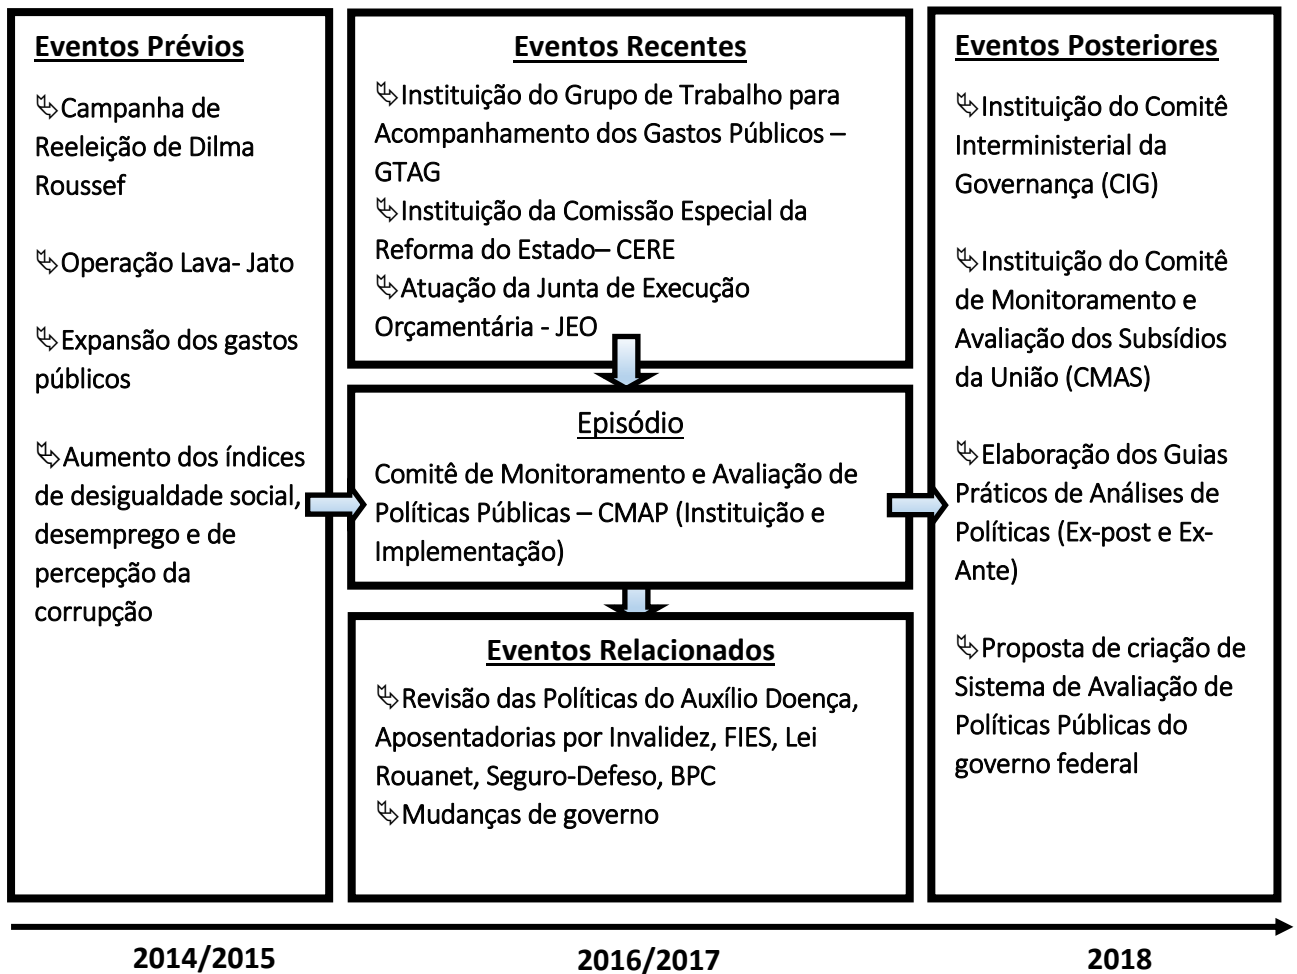 Eventos Prévios
Campanha de
Reeleição de Dilma
Roussef
Operação Lava- Jato
Expansão dos gastos
públicos
Aumento dos índices
de desigualdade social,
desemprego e de
percepção da
corrupção
Eventos Recentes
Instituição do Grupo de Trabalho para
Acompanhamento dos Gastos Públicos –
GTAG
Instituição da Comissão Especial da
Reforma do Estado– CERE
Atuação da Junta de Execução
Orçamentária - JEO
Episódio
Comitê de Monitoramento e Avaliação de
Políticas Públicas – CMAP (Instituição e
Implementação)
Eventos Relacionados
Revisão das Políticas do Auxílio Doença,
Aposentadorias por Invalidez, FIES, Lei
Rouanet, Seguro-Defeso, BPC
Mudanças de governo
Eventos Posteriores
Instituição do Comitê
Interministerial da
Governança (CIG)
Instituição do Comitê
de Monitoramento e
Avaliação dos Subsídios
da União (CMAS)
Elaboração dos Guias
Práticos de Análises de
Políticas (Ex-post e Ex-
Ante)
Proposta de criação de
Sistema de Avaliação de
Políticas Públicas do
governo federal
2014/2015
2016/2017
2018